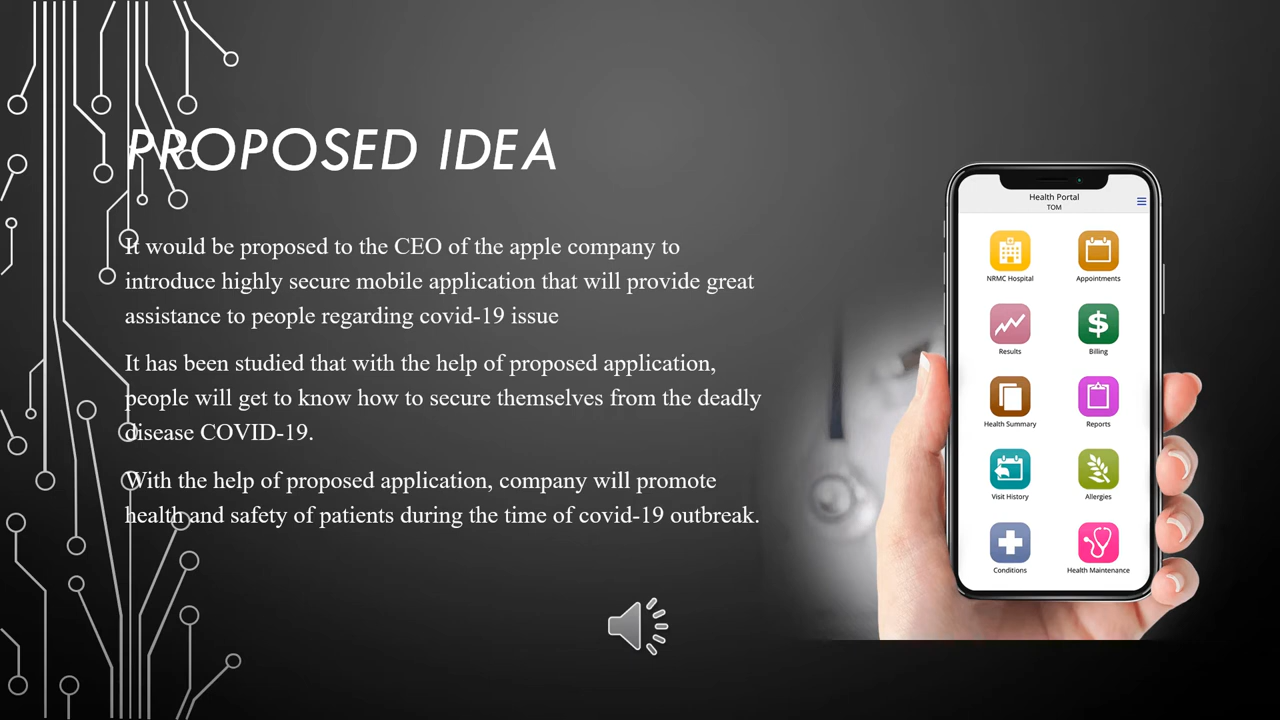 PROPOSED IDEA
It would be proposed to the CEO of the apple company to
introduce highly secure mobile application that will provide great
assistance to people regarding covid-19 issue
It has been studied that with the help of proposed application,
people will get to know how to secure themselves from the deadly
disease COVID-19.
With the help of proposed application, company will promote
health and safety of patients during the time of covid-19 outbreak.
Health Portal
TOM
NRMC Hospital
Appointments
Results
Billing
Health Summary
Reports
Visit History
Allergies
Conditions
Health Maintenance